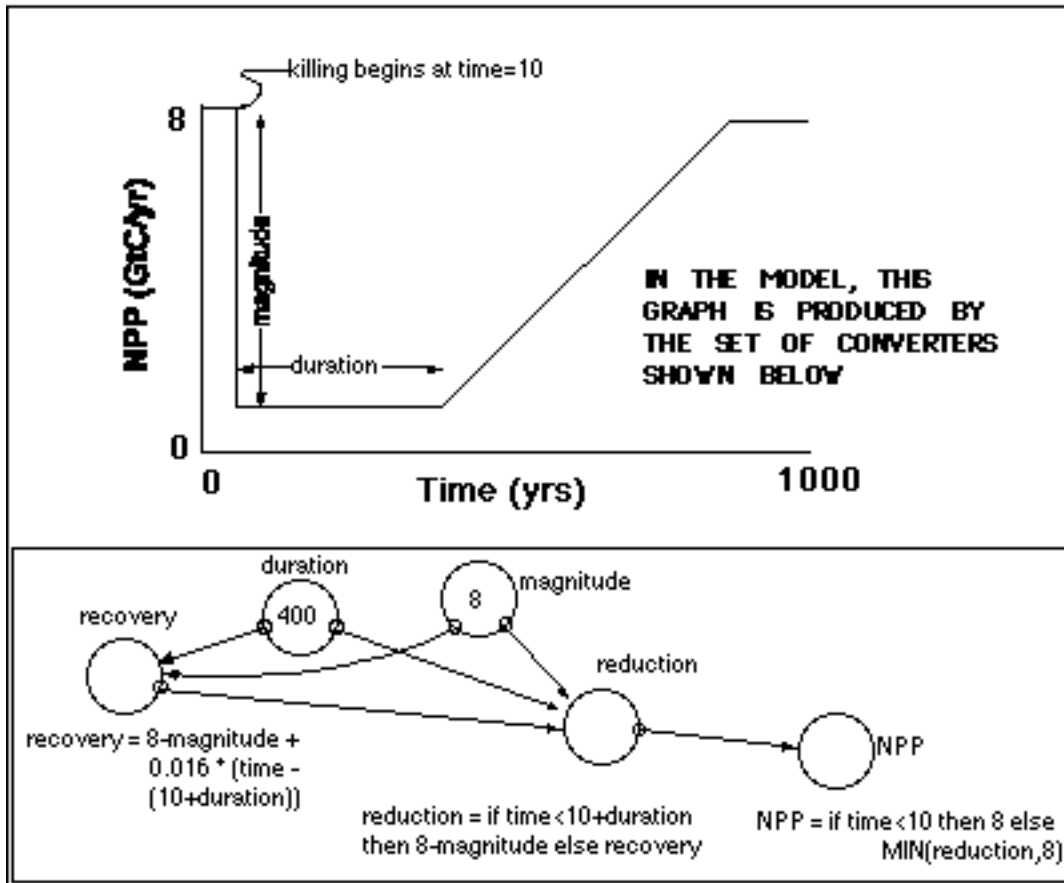 killing begins at time=10
8
NPP (GtC/yr)
magnitude
duration
IN THE MODEL, THIS
GRAPH IS PRODUCED BY
THE SET OF CONVERTERS
SHOWN BELOW
0
0
Time (yrs)
1000
duration
400
magnitude
8
recovery
reduction
NPP
recovery = 8-magnitude +
0.016 * (time -
(10+duration))
reduction = if time<10+duration
then 8-magnitude else recovery
NPP = if time<10 then 8 else
MIN(reduction,8)